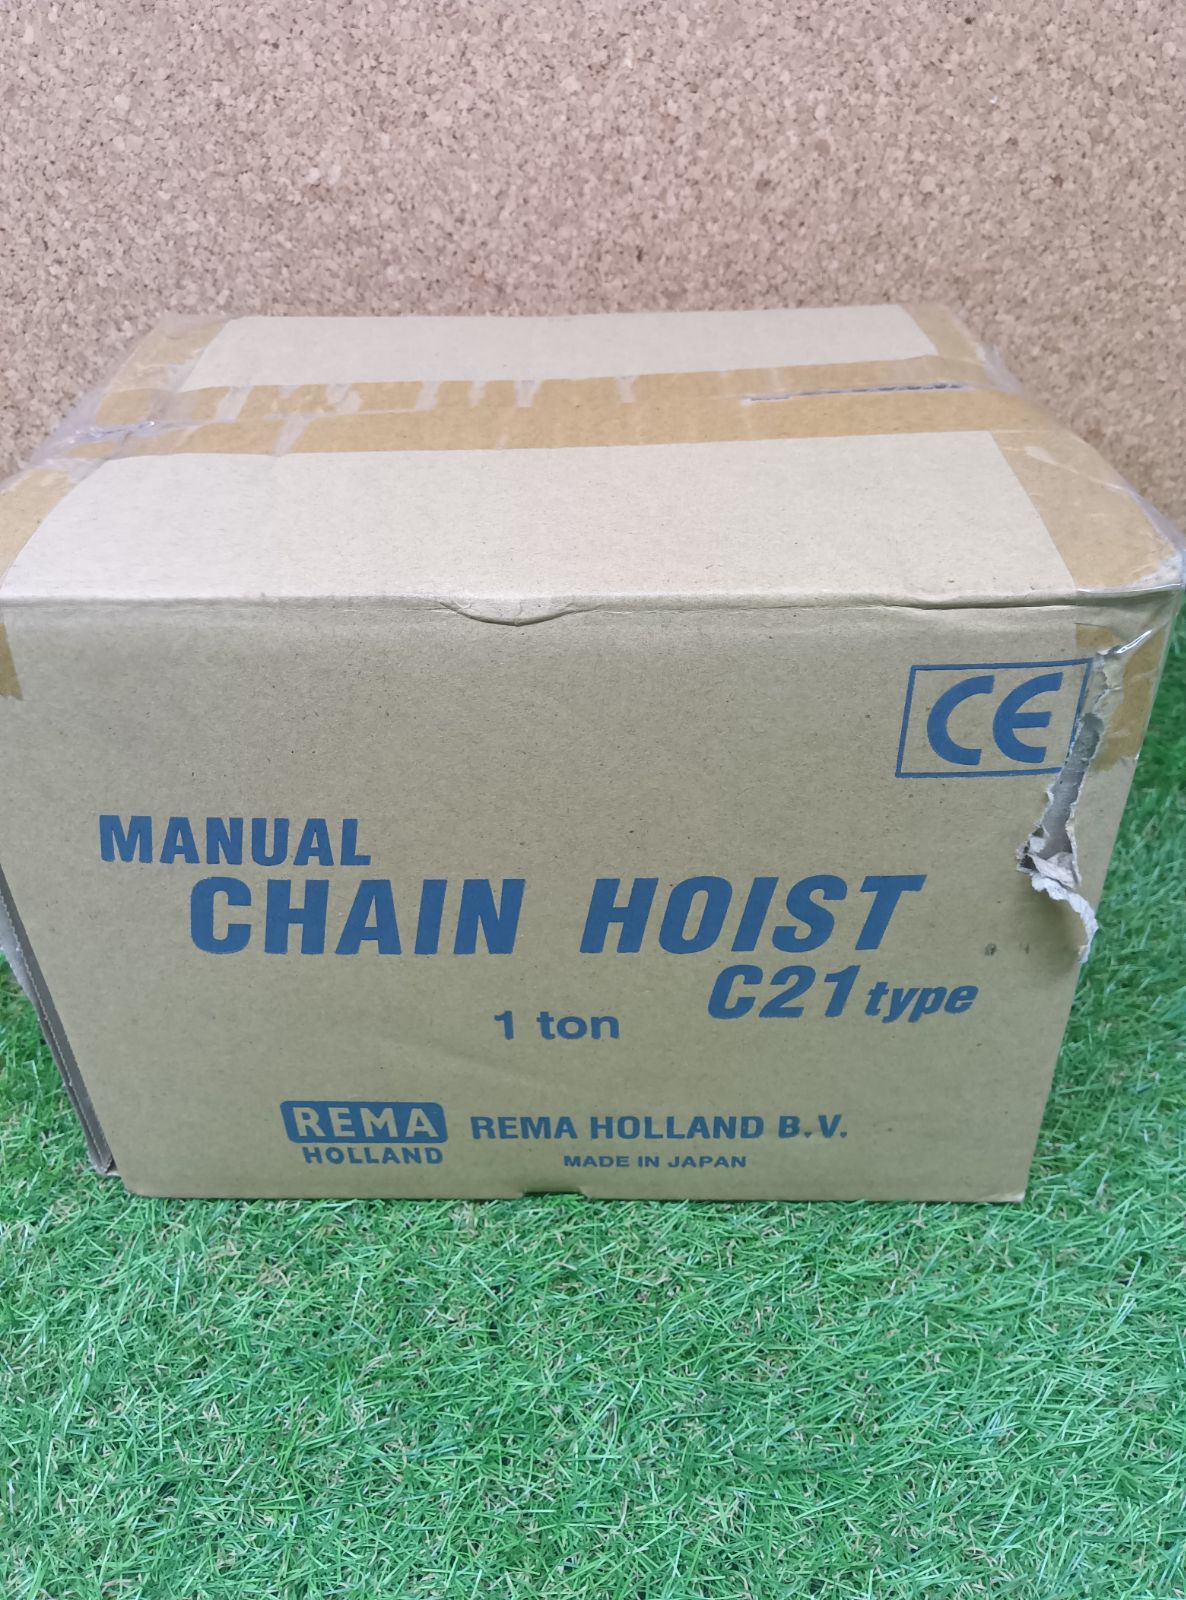 CE
MANUAL
CHAIN HOIST
C21 type
1 ton
REMA
HOLLAND
REMA HOLLAND B.V.
MADE IN JAPAN